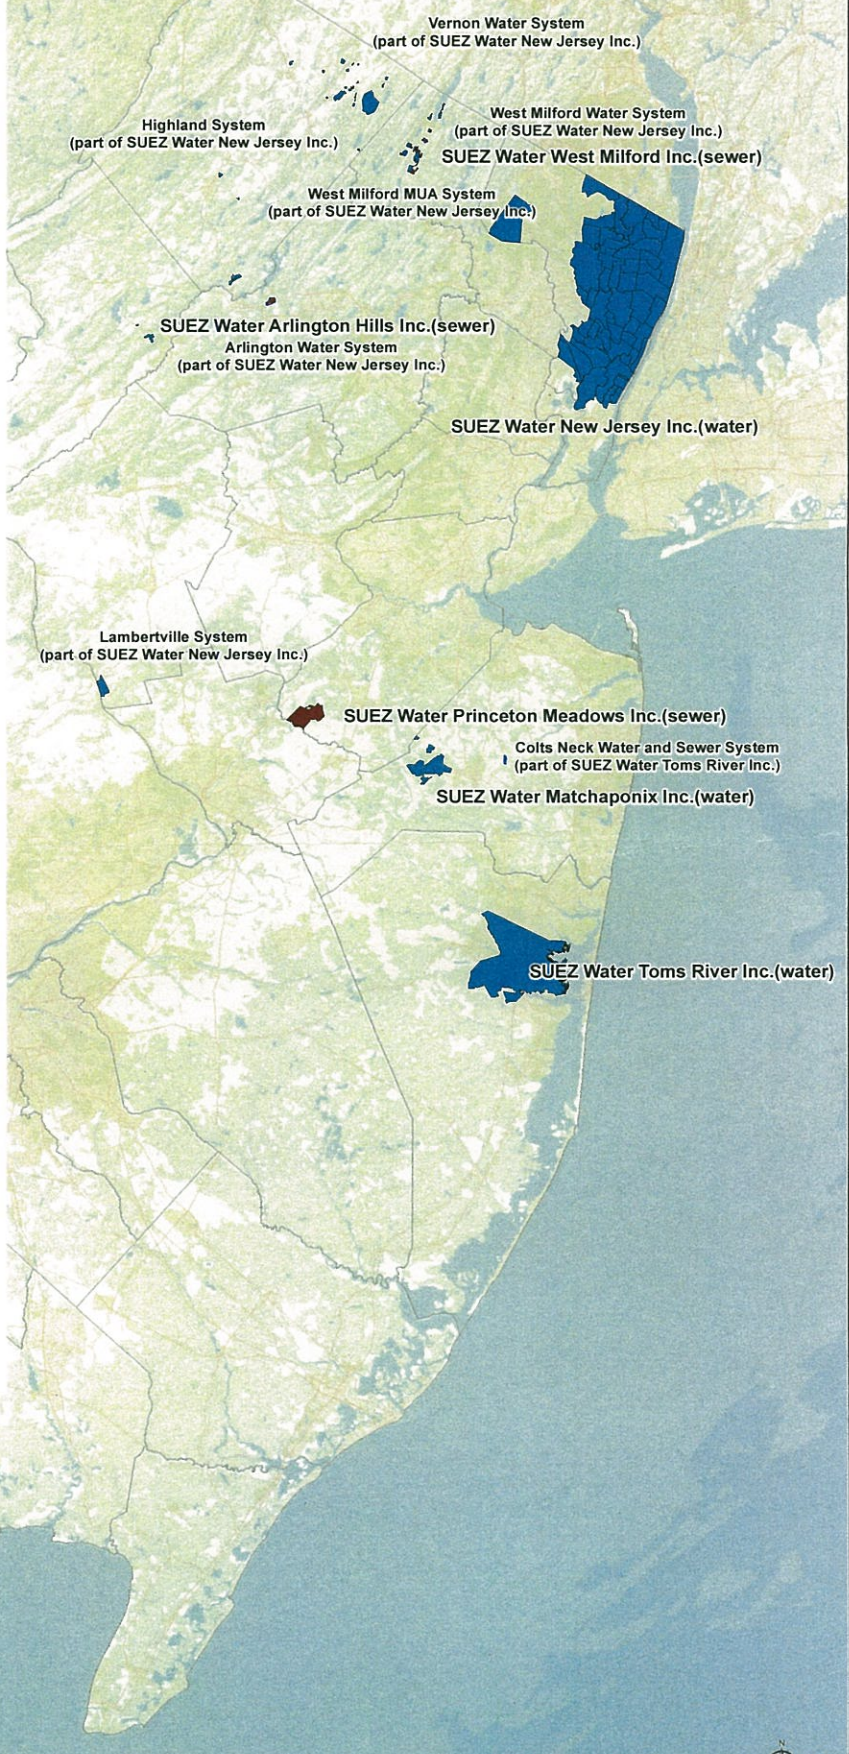 Vernon Water System
(part of SUEZ Water New Jersey Inc.)
West Milford Water System
(part of SUEZ Water New Jersey Inc.)
Highland System
(part of SUEZ Water New Jersey Inc.)
SUEZ Water West Milford Inc.(sewer)
West Milford MUA System
(part of SUEZ Water New Jersey Inc.)
SUEZ Water Arlington Hills Inc.(sewer)
Arlington Water System
(part of SUEZ Water New Jersey Inc.)
SUEZ Water New Jersey Inc.(water)
Lambertville System
(part of SUEZ Water New Jersey Inc.)
SUEZ Water Princeton Meadows Inc.(sewer)
Colts Neck Water and Sewer System
(part of SUEZ Water Toms River Inc.)
SUEZ Water Matchaponix Inc.(water)
SUEZ Water Toms River Inc.(water)
N